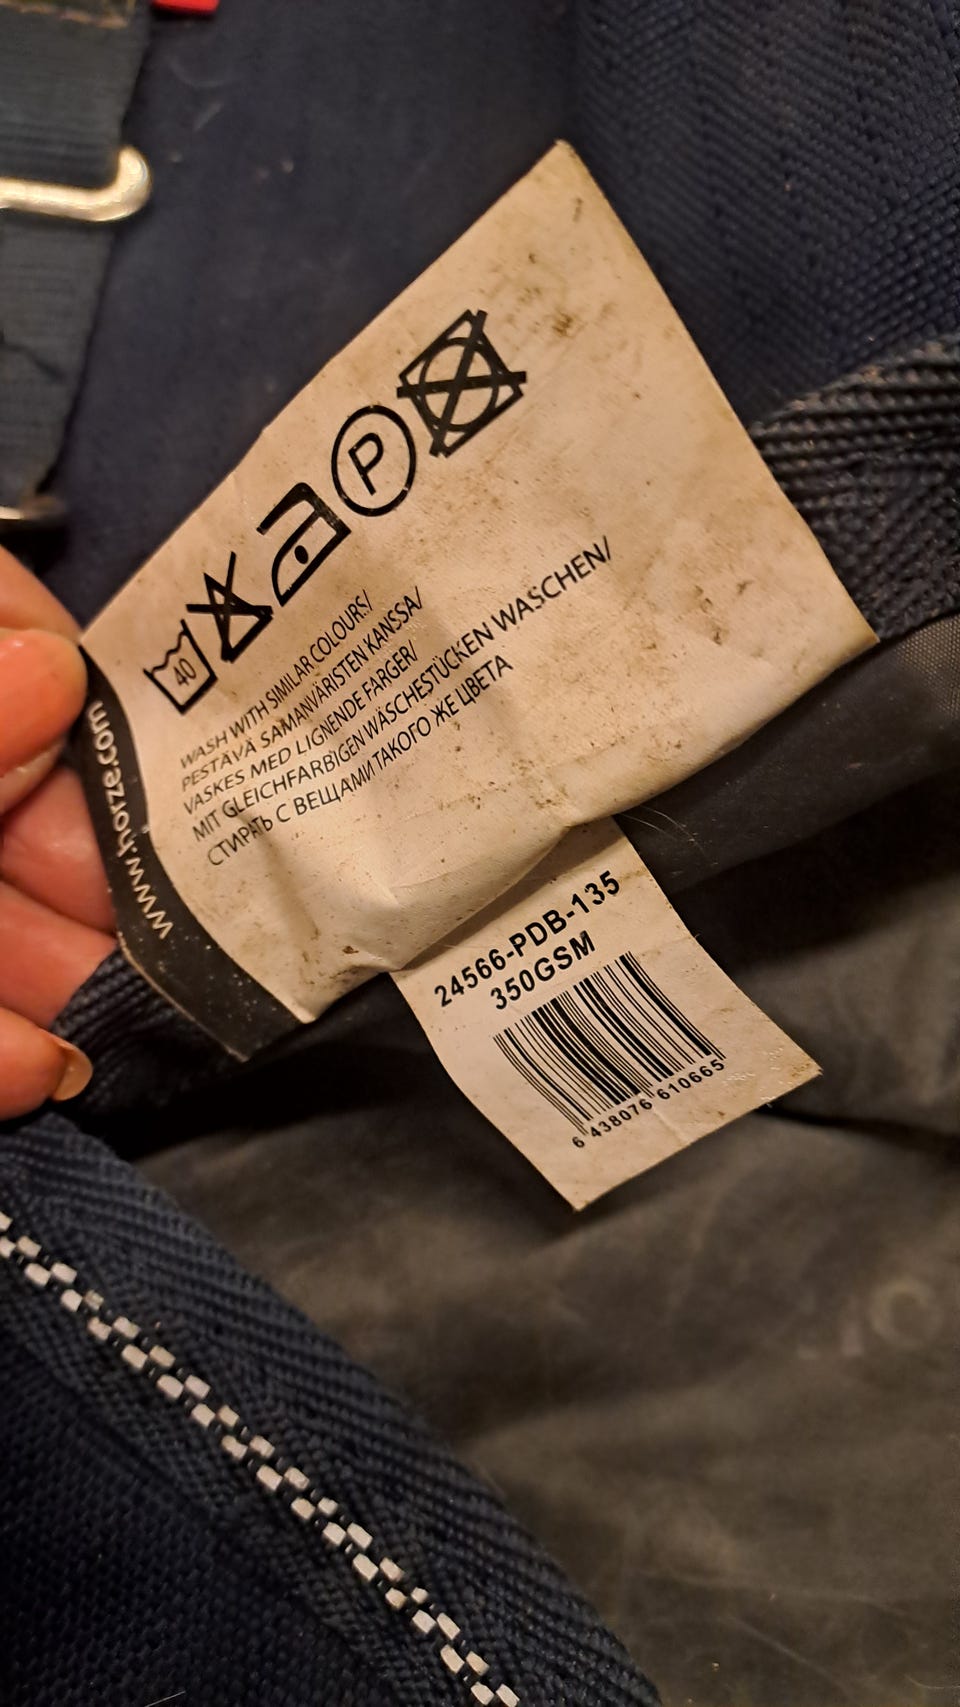 40
P
WASH WITH SIMILAR COLOURS/
PESTÄVÄ SAMANVÄRISTEN KANSSA/
VASKES MED LIGNENDE FARGER/
MIT GLEICHFARBIGEN WÄSCHESTÜCKEN WASCHEN/
СТИРАТЬ С ВЕЩАМИ ТАКОГО ЖЕ ЦВЕТА
www.horze.com
24566-PDB-135
350GSM
6 438076 610665